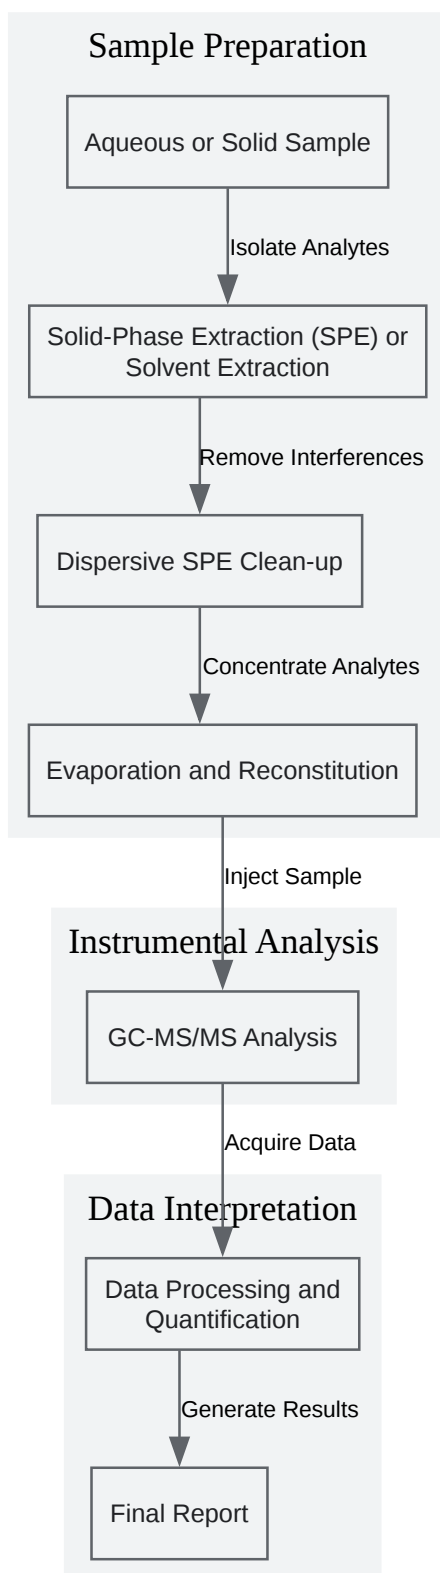 Sample Preparation
Aqueous or Solid Sample
Isolate Analytes
Solid-Phase Extraction (SPE) or
Solvent Extraction
Remove Interferences
Dispersive SPE Clean-up
Concentrate Analytes
Evaporation and Reconstitution
Inject Sample
Instrumental Analysis
GC-MS/MS Analysis
Acquire Data
Data Interpretation
Data Processing and
Quantification
Generate Results
Final Report